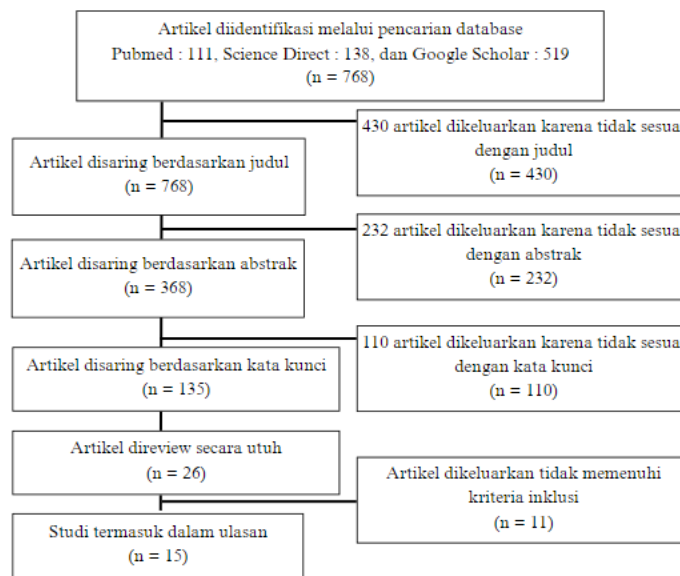 Artikel diidentifikasi melalui pencarian database
Pubmed : 111, Science Direct : 138, dan Google Scholar : 519
(n = 768)
430 artikel dikeluarkan karena tidak sesua
dengan judul
(n = 430)
Artikel disaring berdasarkan judul
(n = 768)
232 artikel dikeluarkan karena tidak sesua
dengan abstrak
(n = 232)
Artikel disaring berdasarkan abstrak
(n = 368)
110 artikel dikeluarkan karena tidak sesua
dengan kata kunci
(n = 110)
Artikel disaring berdasarkan kata kunci
(n = 135)
Artikel direview secara utuh
(n = 26)
Artikel dikeluarkan tidak memenuhi
kriteria inklusi
(n = 11)
Studi termasuk dalam ulasan
(n = 15)